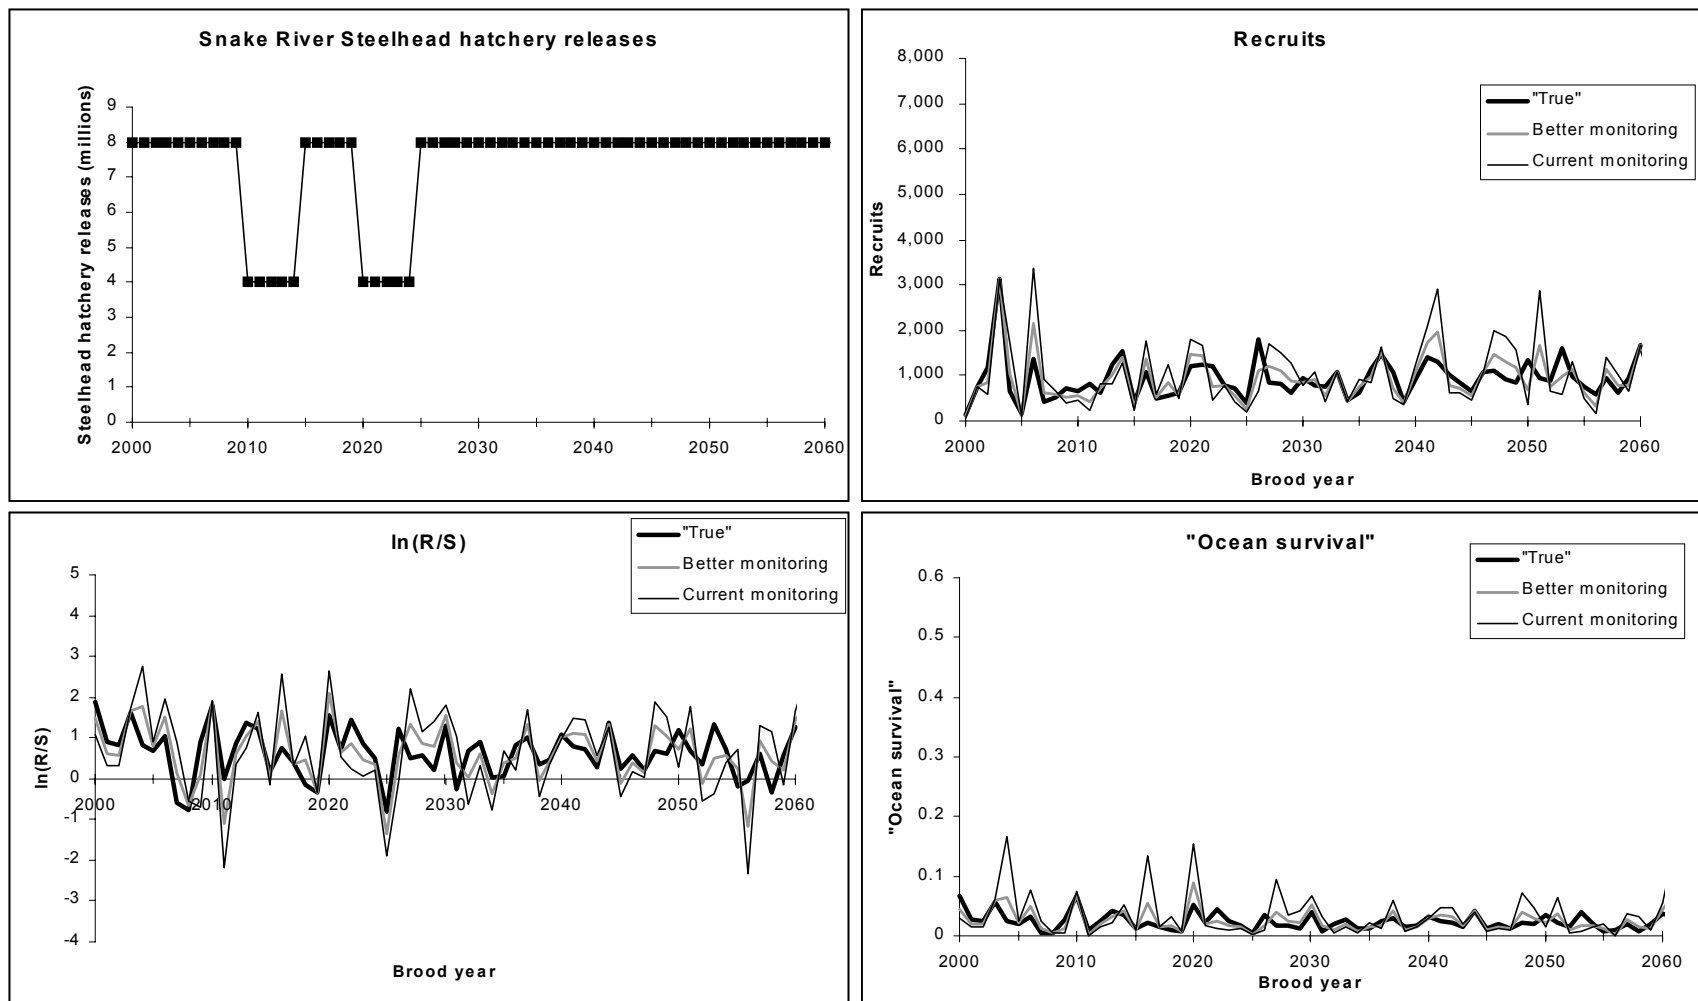 Snake River Steelhead hatchery releases
Steelhead hatchery releases (millions)
9
8
7
6
5
4
3
2
1
0
2000 2010 2020 2030 2040 2050 2060
Recruits
Recruits
8,000
7,000
6,000
5,000
4,000
3,000
2,000
1,000
0
2000 2010 2020 2030 2040 2050 2060
Brood year
"True"
Better monitoring
Current monitoring
ln(R/S)
ln(R/S)
5
4
3
2
1
0
-1
-2
-3
-4
2000 2010 2020 2030 2040 2050 2060
Brood year
"True"
Better monitoring
Current monitoring
"Ocean survival"
"Ocean survival"
0.6
0.5
0.4
0.3
0.2
0.1
0
2000 2010 2020 2030 2040 2050 2060
Brood year
"True"
Better monitoring
Current monitoring